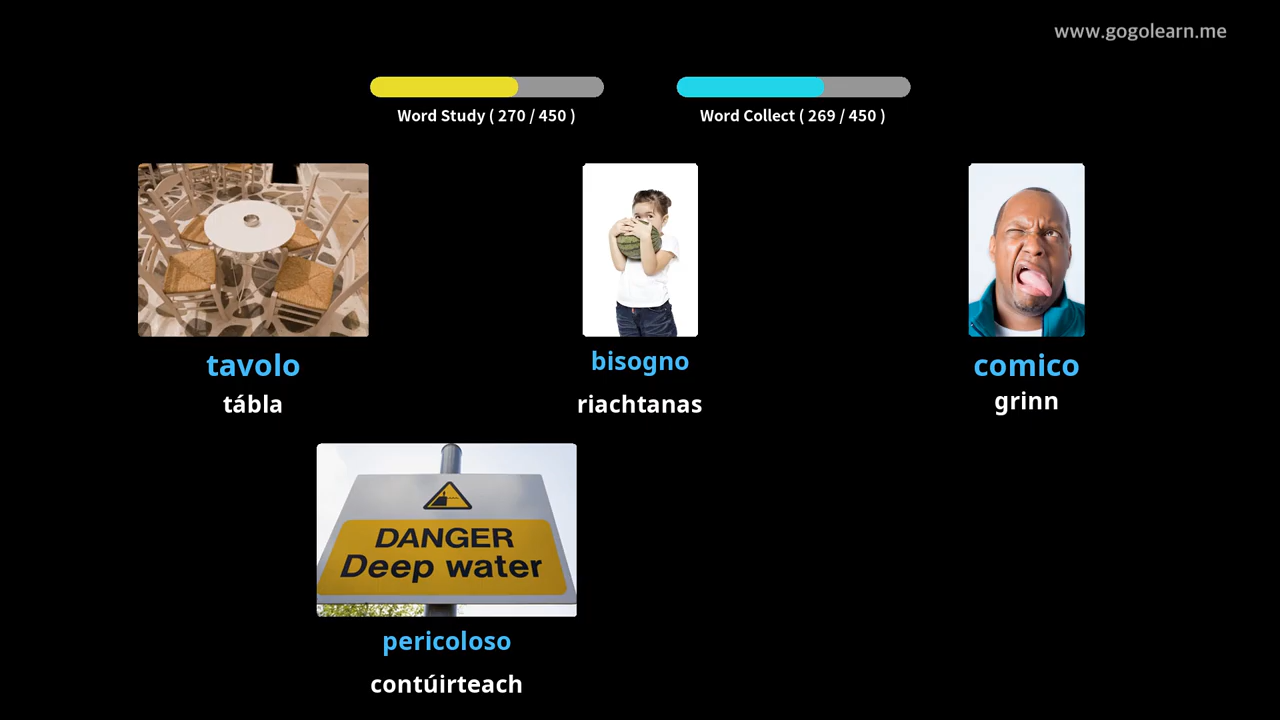 www.gogolearn.me
Word Study ( 270 / 450 )
Word Collect ( 269 / 450 )
tavolo
tábla
bisogno
riachtanas
comico
grinn
DANGER
Deep water
pericoloso
contúirteach